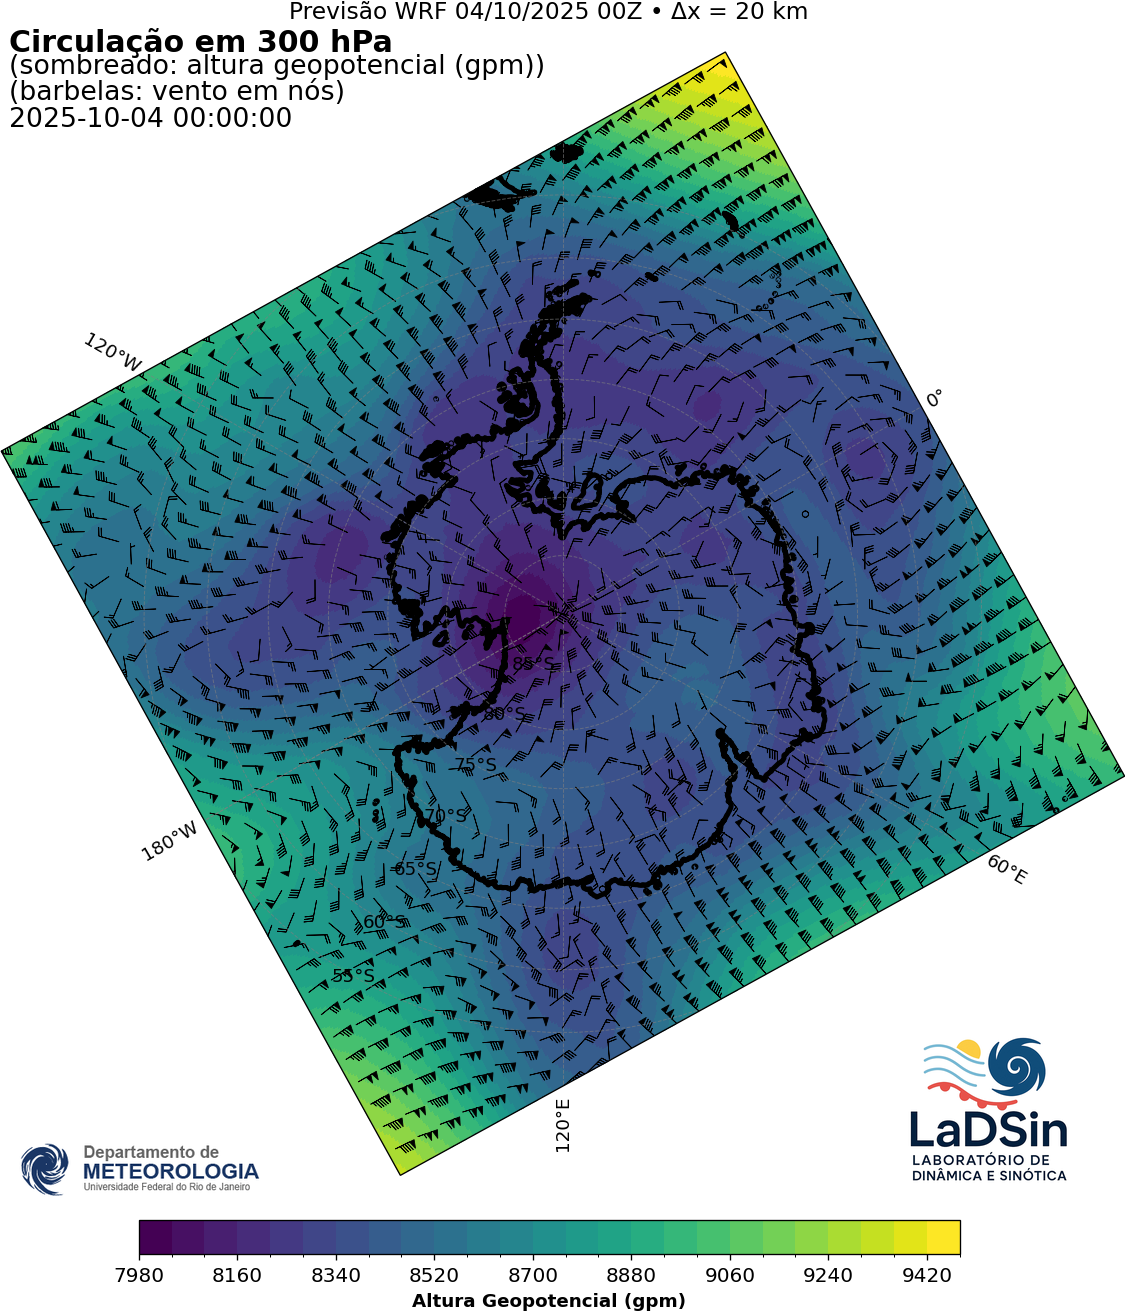 Previsão WRF 04/10/2025 00Z • Δx = 20 km
Circulação em 300 hPa
(sombreado: altura geopotencial (gpm))
(barbelas: vento em nós)
2025-10-04 00:00:00
120°W
0°
85°S
80°S
75°S
70°S
65°S
60°S
55°S
180°W
60°E
120°E
Departamento de
METEOROLOGIA
Universidade Federal do Rio de Janeiro
LaDSin
LABORATÓRIO DE
DINÂMICA E SINÓTICA
7980 8160 8340 8520 8700 8880 9060 9240 9420
Altura Geopotencial (gpm)